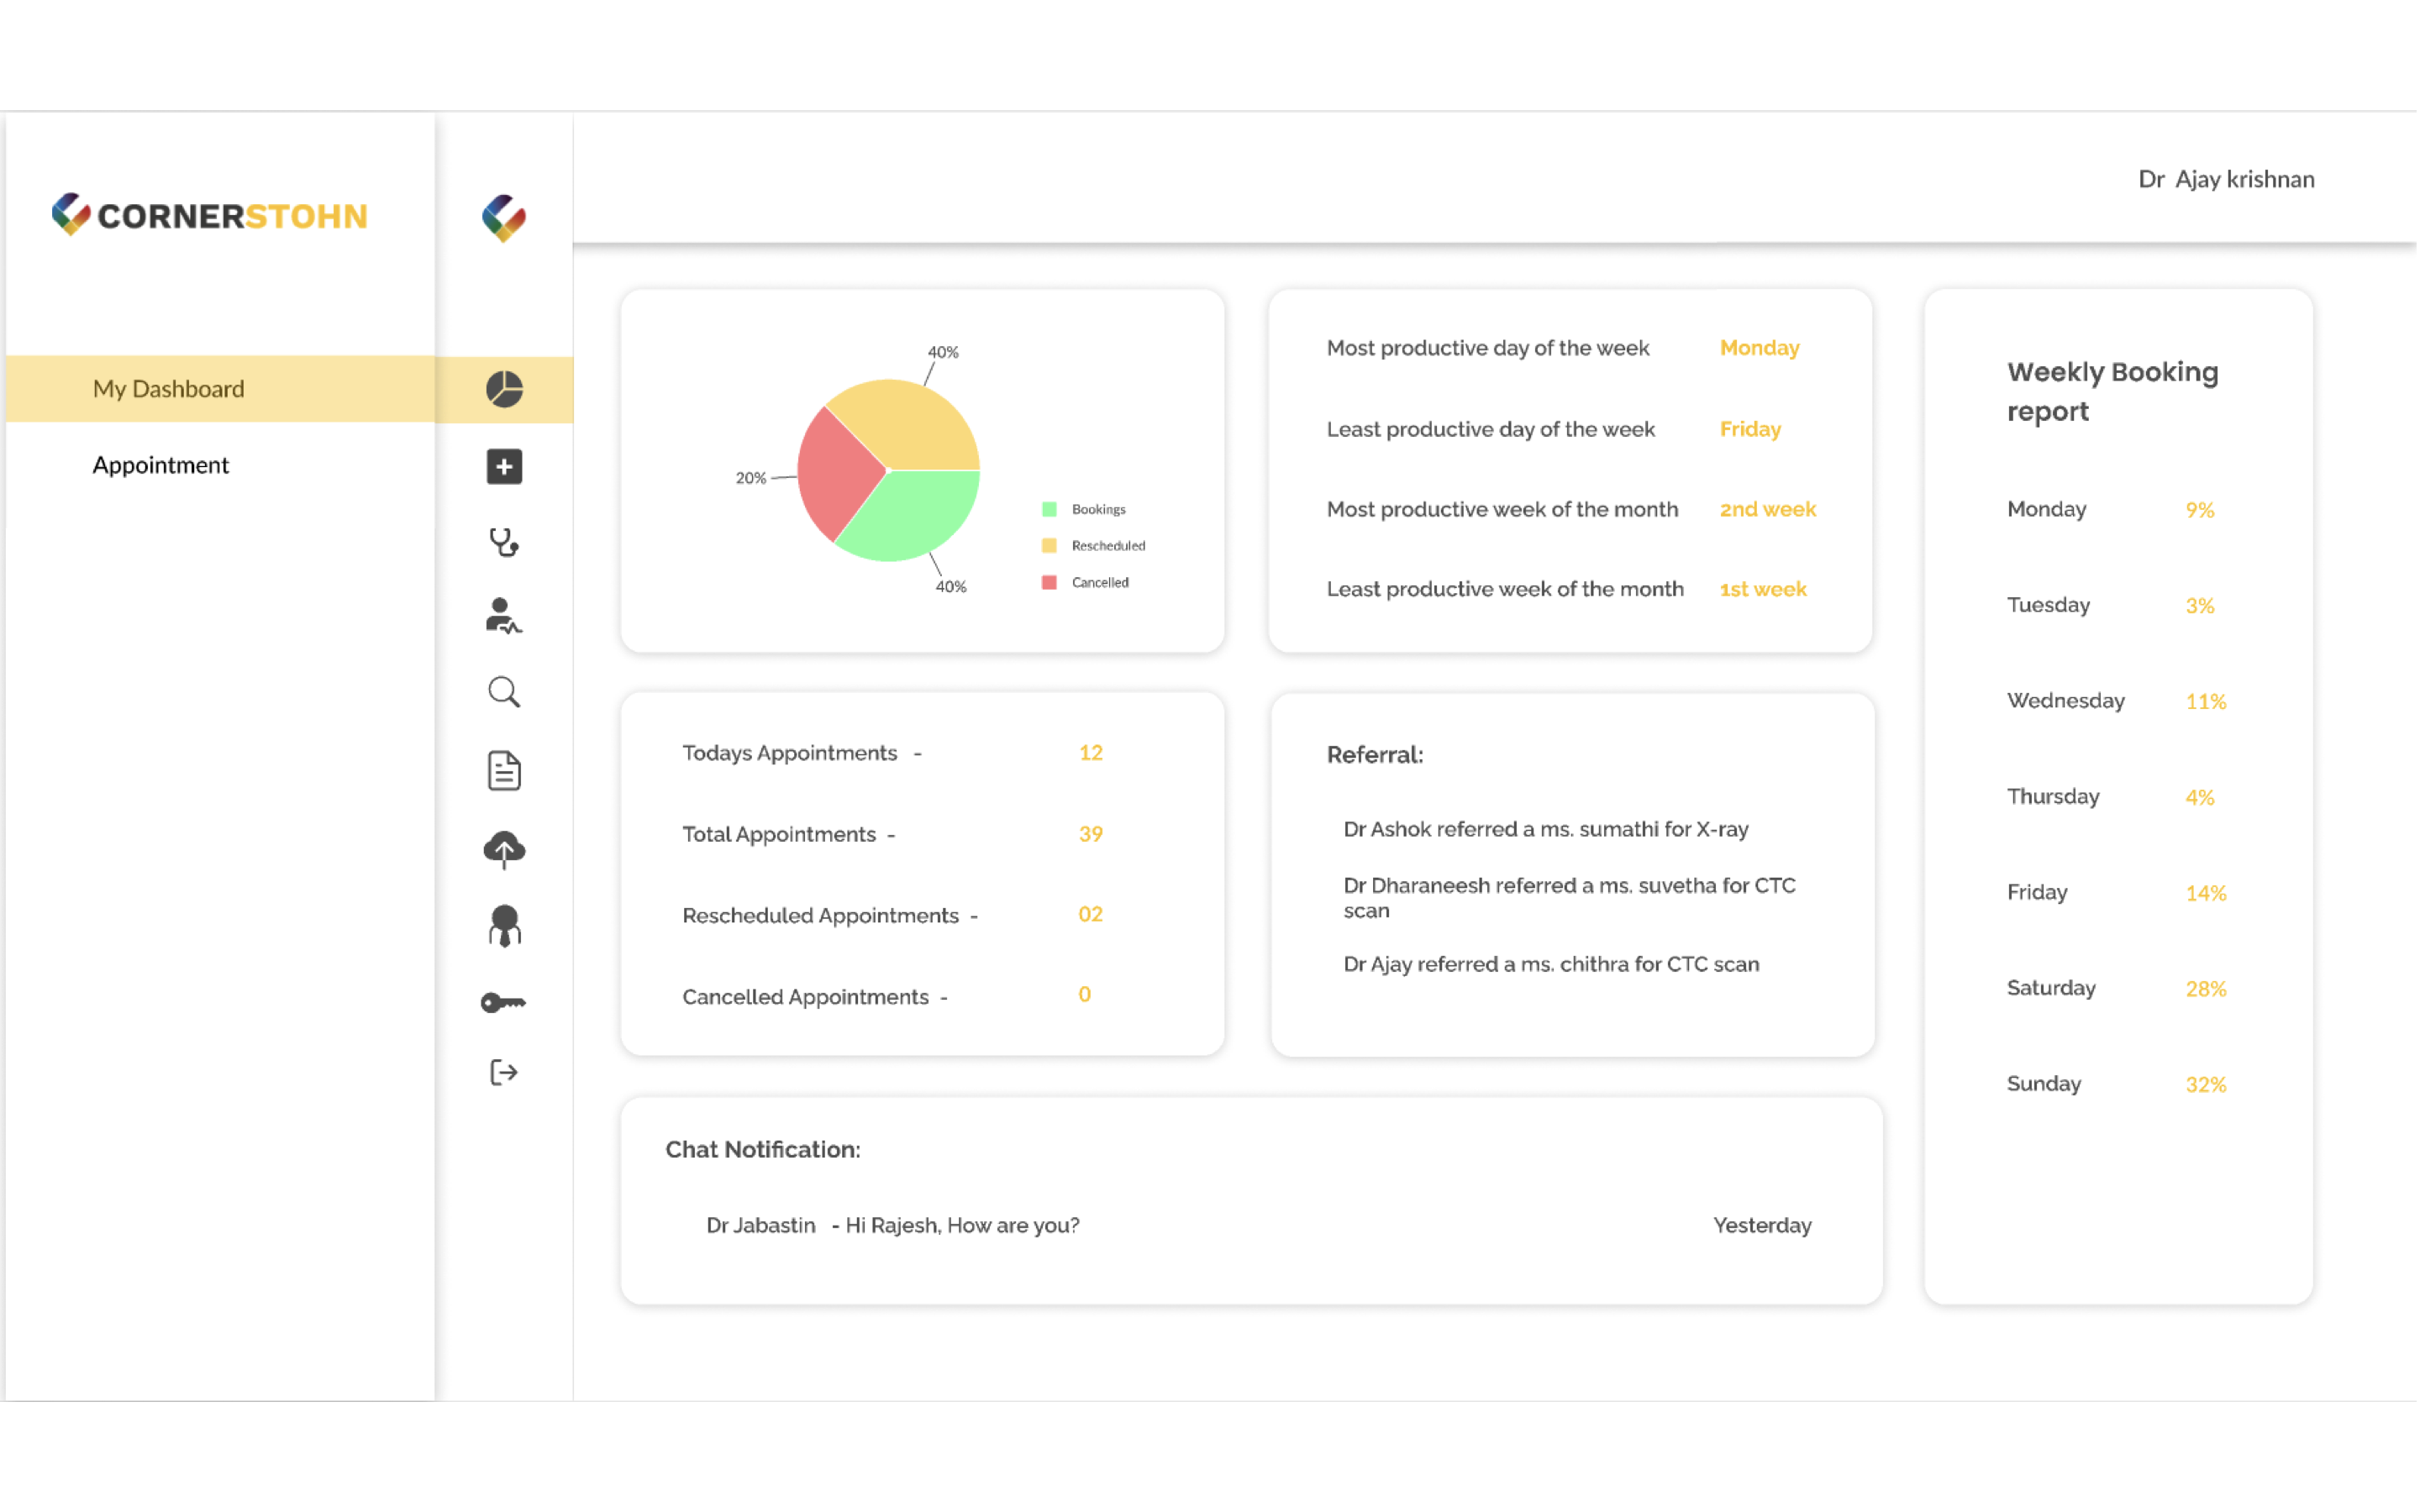 CORNERSTOHN
Dr Ajay krishnan
My Dashboard
Appointment
40%
20%
40%
Bookings
Rescheduled
Cancelled
Most productive day of the week Monday
Least productive day of the week Friday
Most productive week of the month 2nd week
Least productive week of the month 1st week
Todays Appointments - 12
Total Appointments - 39
Rescheduled Appointments - 02
Cancelled Appointments - 0
Referral:
Dr Ashok referred a ms. sumathi for X-ray
Dr Dharaneesh referred a ms. suvetha for CTC
scan
Dr Ajay referred a ms. chithra for CTC scan
Chat Notification:
Dr Jabastin - Hi Rajesh, How are you? Yesterday
Weekly Booking
report
Monday 9%
Tuesday 3%
Wednesday 11%
Thursday 4%
Friday 14%
Saturday 28%
Sunday 32%